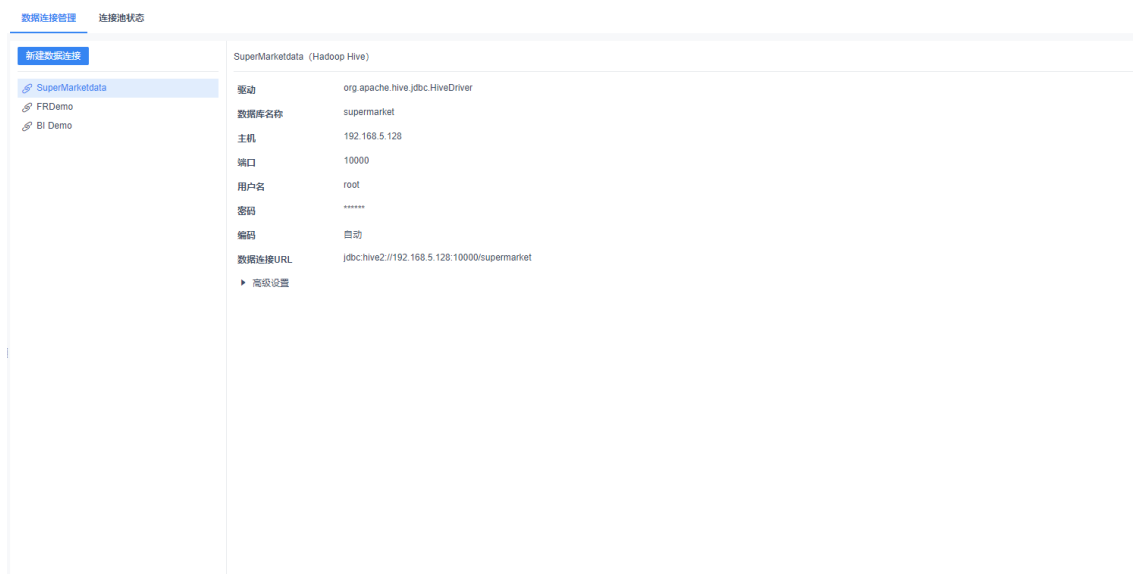 数据连接管理 连接池状态
新建数据连接
SuperMarketdata
FRDemo
BI Demo
SuperMarketdata（Hadoop Hive）
驱动 org.apache.hive.jdbc.HiveDriver
数据库名称 supermarket
主机 192.168.5.128
端口 10000
用户名 root
密码 ******
编码 自动
数据连接URL jdbc:hive2://192.168.5.128:10000/supermarket
高级设置